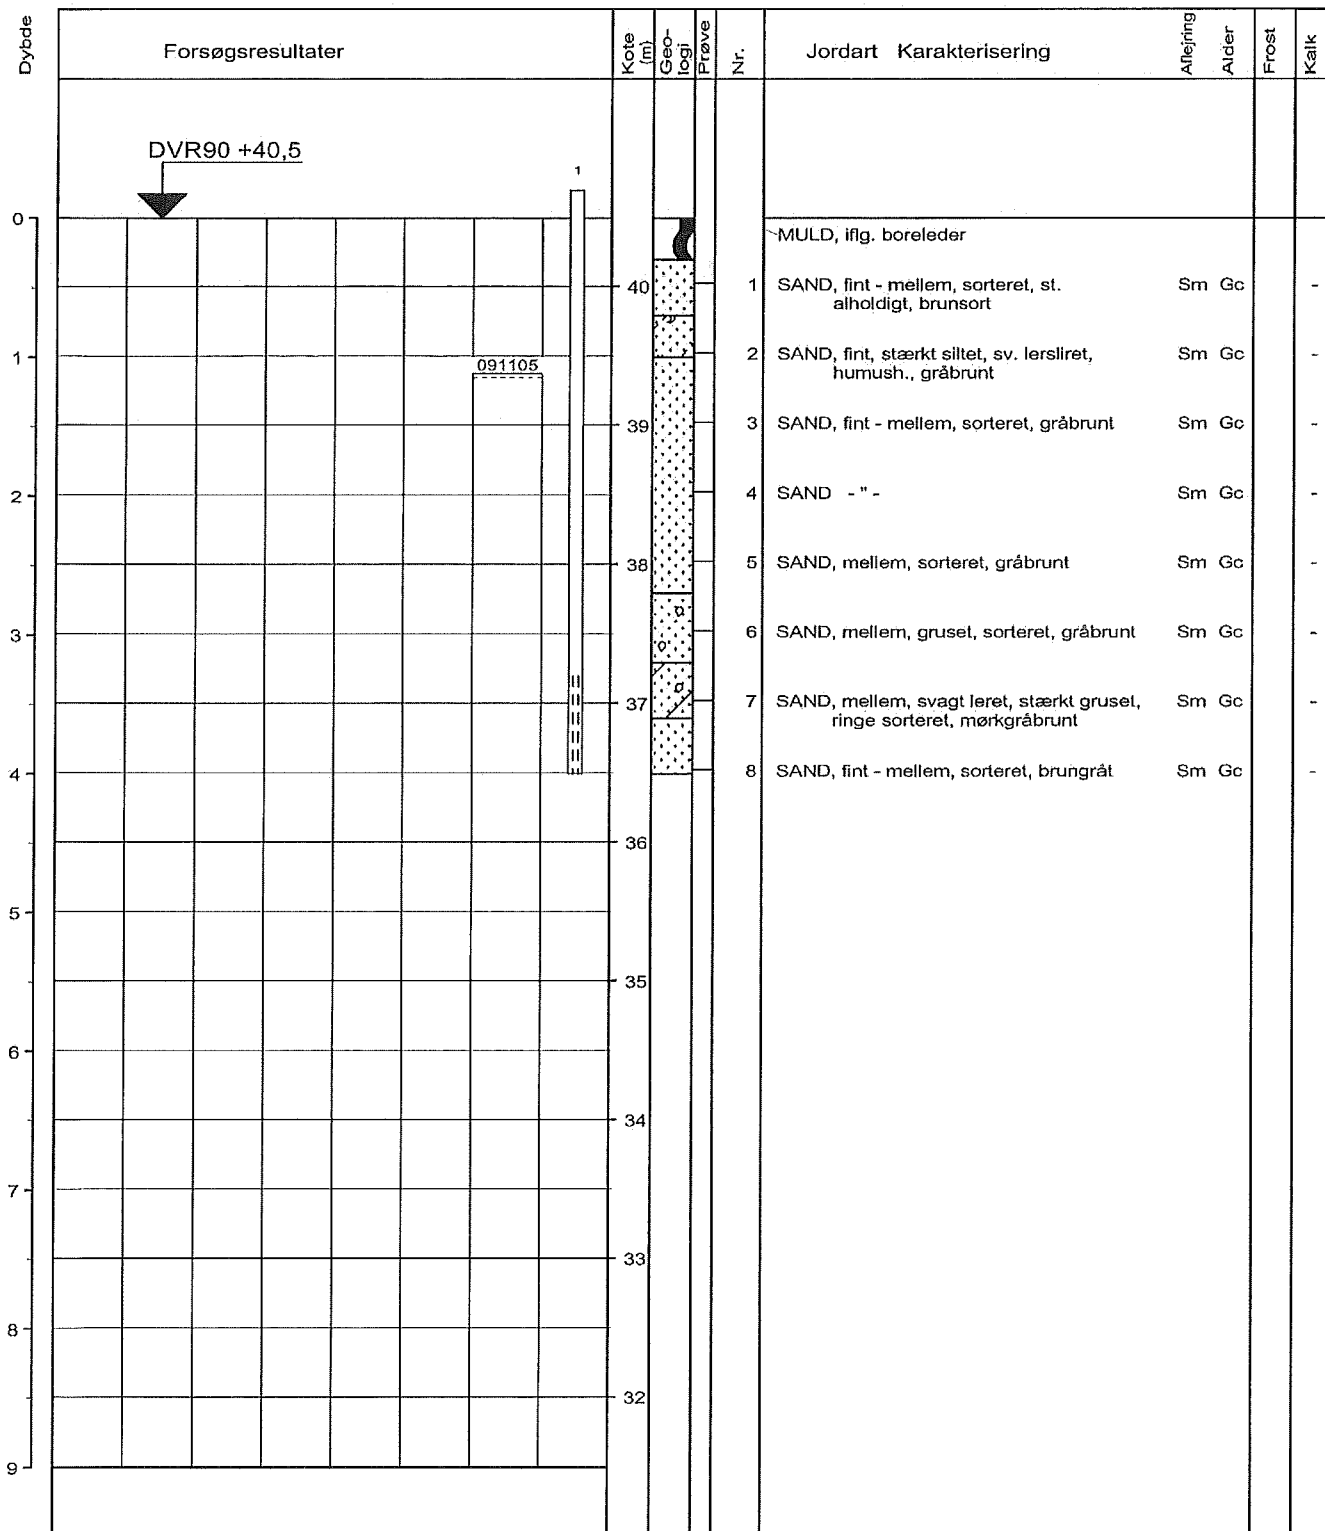 Dybde
Forsøgsresultater
Kote (m)
Geo-
logi
Prøve
Nr.
Jordart Karakterisering
Aflejring
Alder
Frost
Kalk
DVR90 +40,5
1
0
MULD, iflg. boreleder
40
1 SAND, fint - mellem, sorteret, st. Sm Gc -
alholdigt, brunsort
1
091105
2 SAND, fint, stærkt siltet, sv. lersliret, Sm Gc -
humush., gråbrunt
39
3 SAND, fint - mellem, sorteret, gråbrunt Sm Gc -
2
4 SAND - " - Sm Gc -
38
5 SAND, mellem, sorteret, gråbrunt Sm Gc -
3
6 SAND, mellem, gruset, sorteret, gråbrunt Sm Gc -
37
7 SAND, mellem, svagt leret, stærkt gruset, Sm Gc -
ringe sorteret, mørkgråbrunt
4
8 SAND, fint - mellem, sorteret, brungråt Sm Gc -
36
5
35
6
34
7
33
8
32
9